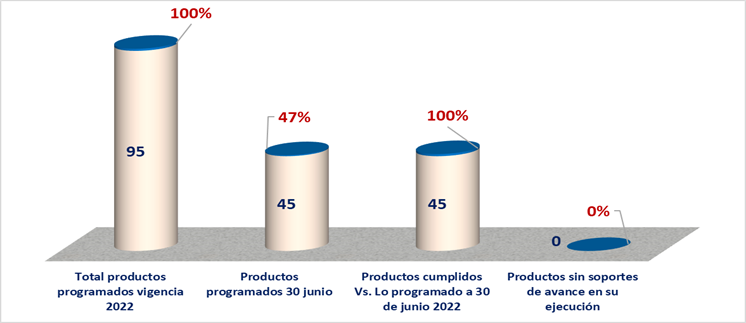 100%
95
47%
45
100%
45
0%
0
Total productos
programados vigencia
2022
Productos
programados 30 junio
Productos cumplidos
Vs. Lo programado a 30
de junio 2022
Productos sin soportes
de avance en su
ejecución